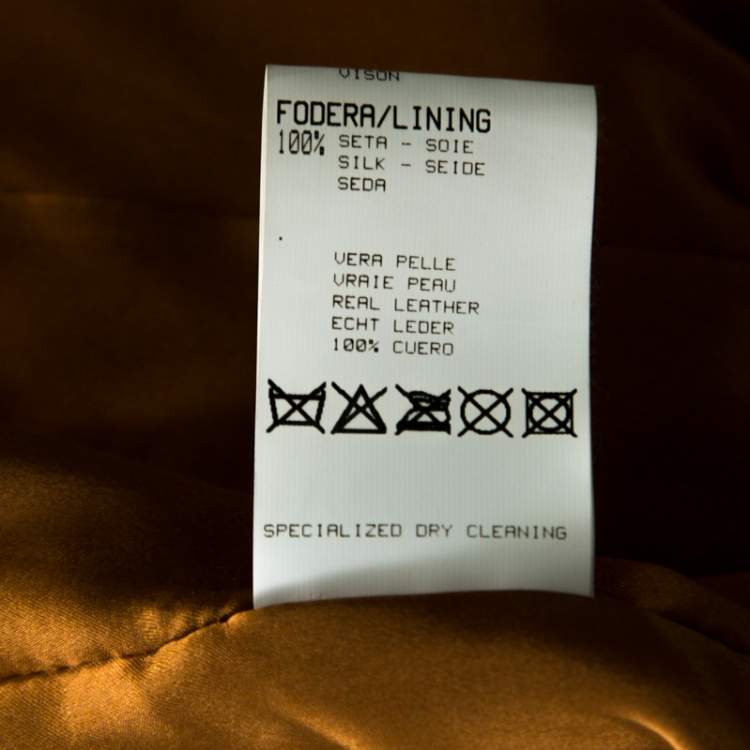 VISON
FODERA/LINING
100% SETA - SOIE
SILK - SEIDE
SEDA
VERA PELLE
VRAIE PEAU
REAL LEATHER
ECHT LEDER
100% CUERO
SPECIALIZED DRY CLEANING